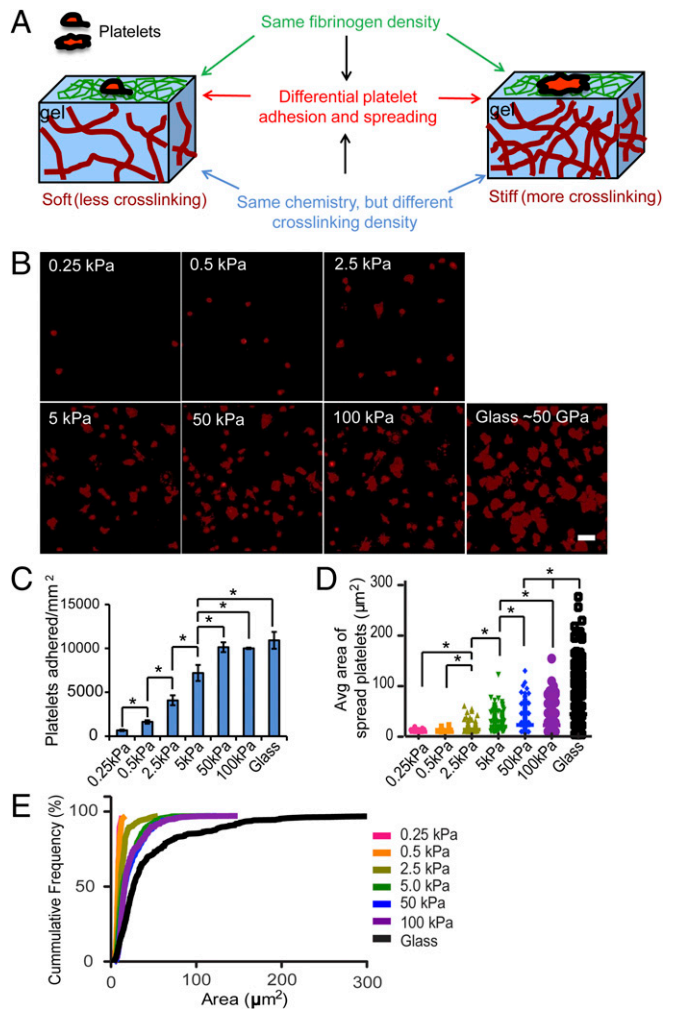 A
Platelets
Same fibrinogen density
gel
Differential platelet
adhesion and spreading
gel
Soft (less crosslinking)
Same chemistry, but different
crosslinking density
Stiff (more crosslinking)
B
0.25 kPa
0.5 kPa
2.5 kPa
5 kPa
50 kPa
100 kPa
Glass ~50 GPa
C
Platelets adhered/mm²
15000
10000
5000
0
* * * * * *
0.25kPa
0.5kPa
2.5kPa
5kPa
50kPa
100kPa
Glass
D
Avg area of
spread platelets (µm²)
300
200
100
0
* * * * * *
0.25kPa
0.5kPa
2.5kPa
5kPa
50kPa
100kPa
Glass
E
Cummulative Frequency (%)
100
50
0
0
100
200
300
Area (µm²)
0.25 kPa
0.5 kPa
2.5 kPa
5.0 kPa
50 kPa
100 kPa
Glass